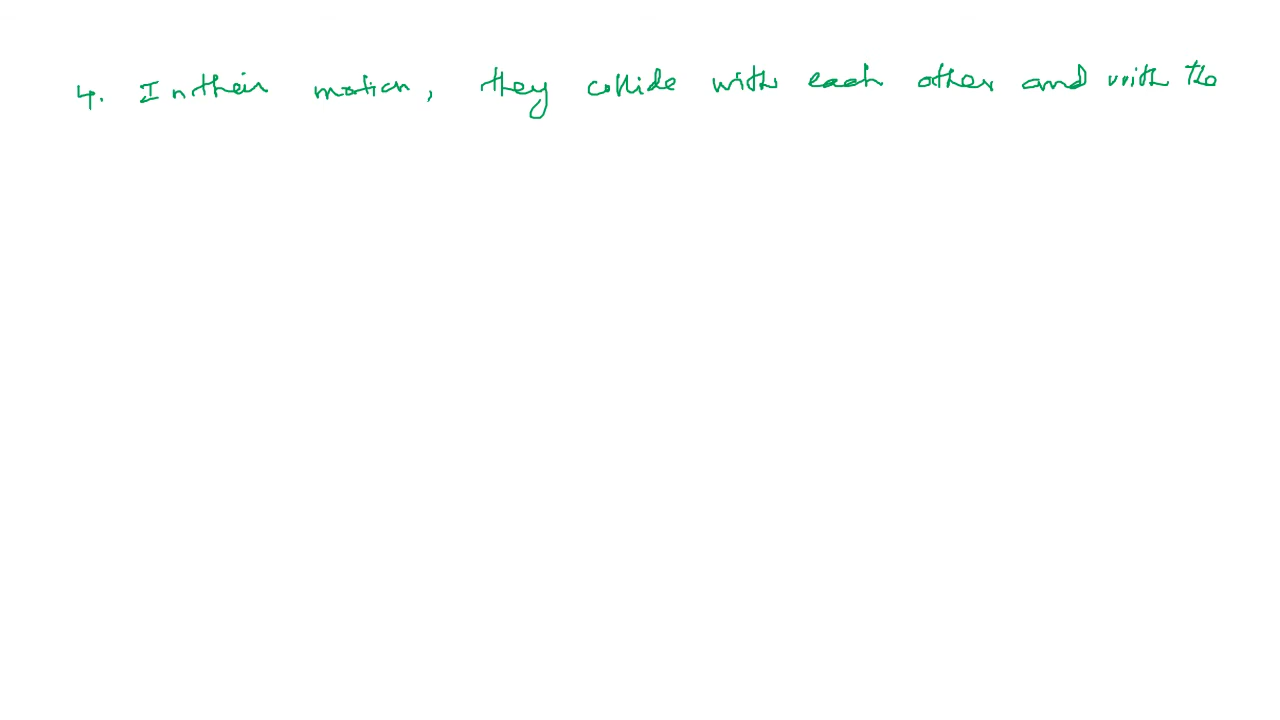 4. In their motion, they collide with each other and with the